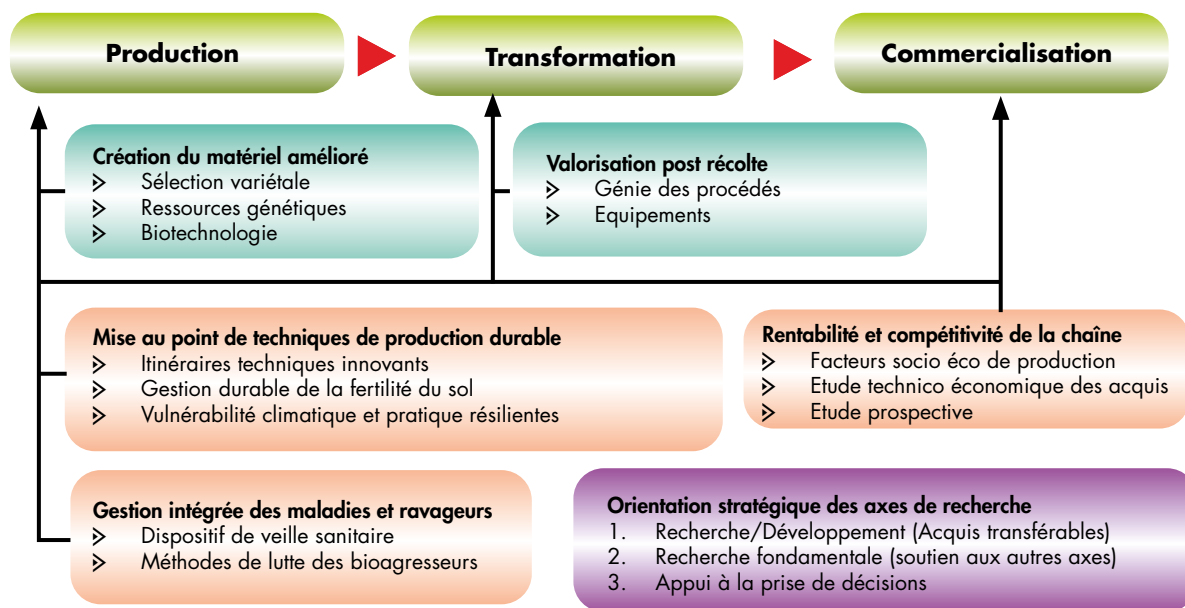 Production
Transformation
Commercialisation
Création du matériel amélioré
Sélection variétale
Ressources génétiques
Biotechnologie
Valorisation post récolte
Génie des procédés
Equipements
Mise au point de techniques de production durable
Itinéraires techniques innovants
Gestion durable de la fertilité du sol
Vulnérabilité climatique et pratique résilientes
Rentabilité et compétitivité de la chaîne
Facteurs socio éco de production
Etude technico économique des acquis
Etude prospective
Gestion intégrée des maladies et ravageurs
Dispositif de veille sanitaire
Méthodes de lutte des bioagresseurs
Orientation stratégique des axes de recherche
1. Recherche/Développement (Acquis transférables)
2. Recherche fondamentale (soutien aux autres axes)
3. Appui à la prise de décisions